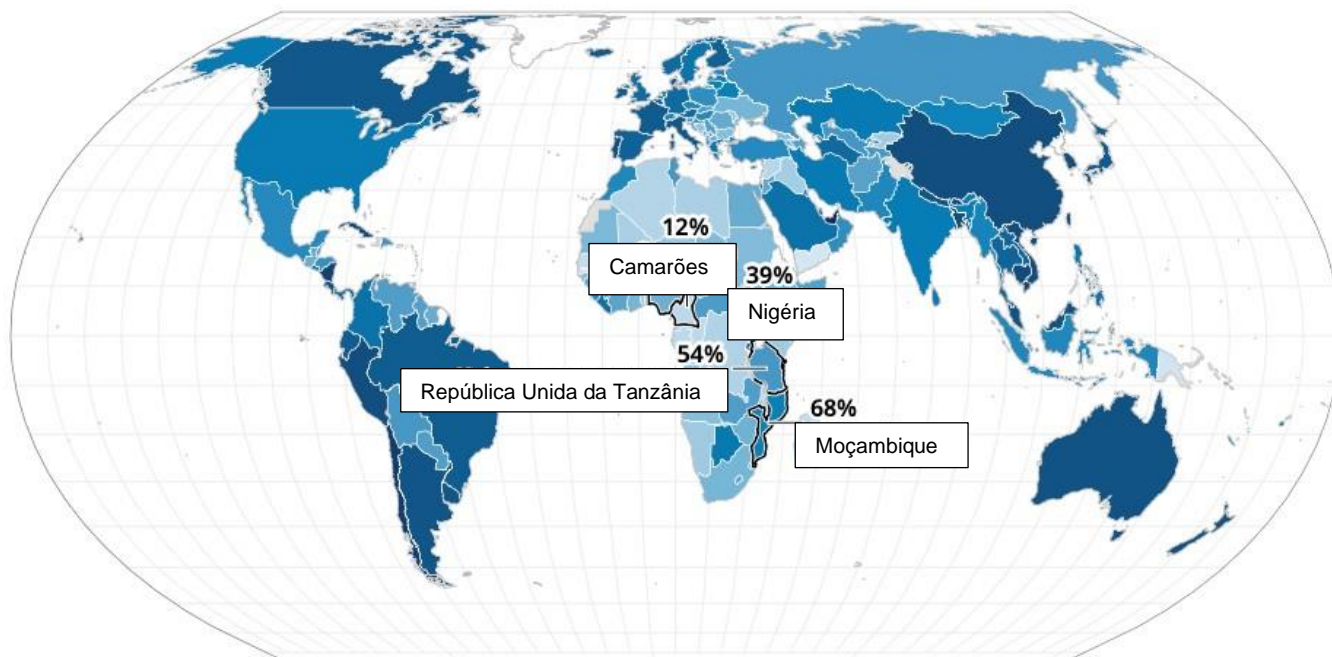 12%
Camarões
39%
Nigéria
54%
República Unida da Tanzânia
68%
Moçambique